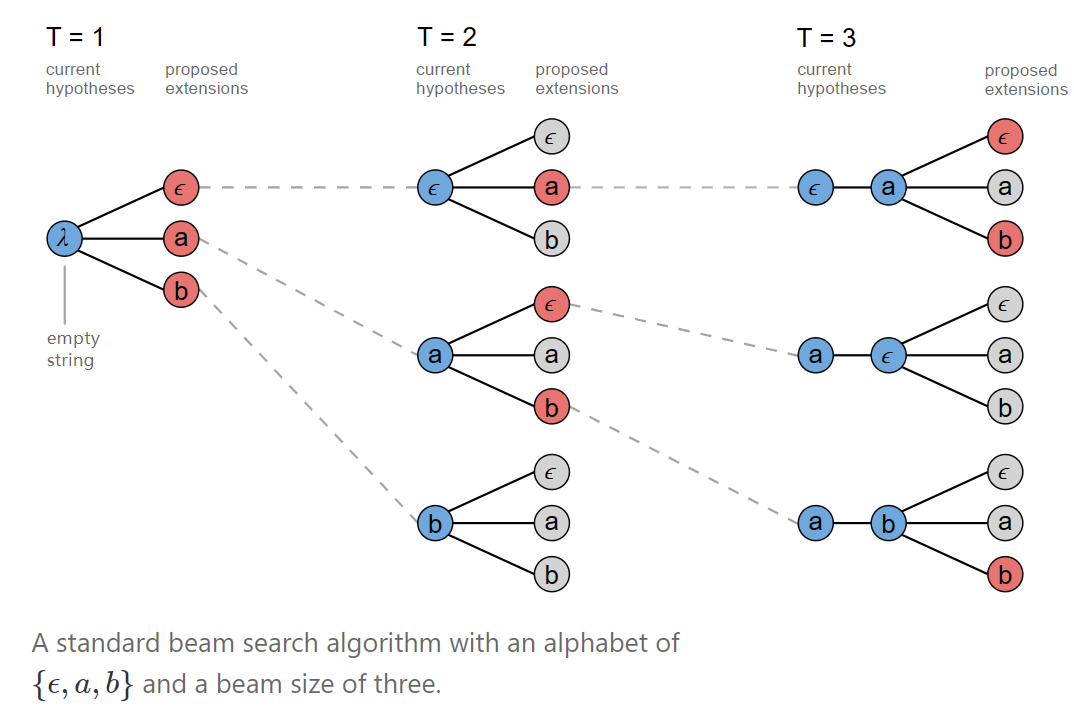 T = 1
T = 2
T = 3
current hypotheses
proposed extensions
current hypotheses
proposed extensions
current hypotheses
proposed extensions
λ
ϵ
a
b
empty string
ϵ
ϵ
a
b
a
ϵ
a
b
b
ϵ
a
b
ϵ
a
ϵ
a
b
a
ϵ
ϵ
a
b
a
b
ϵ
a
b
A standard beam search algorithm with an alphabet of
{ϵ, a, b} and a beam size of three.